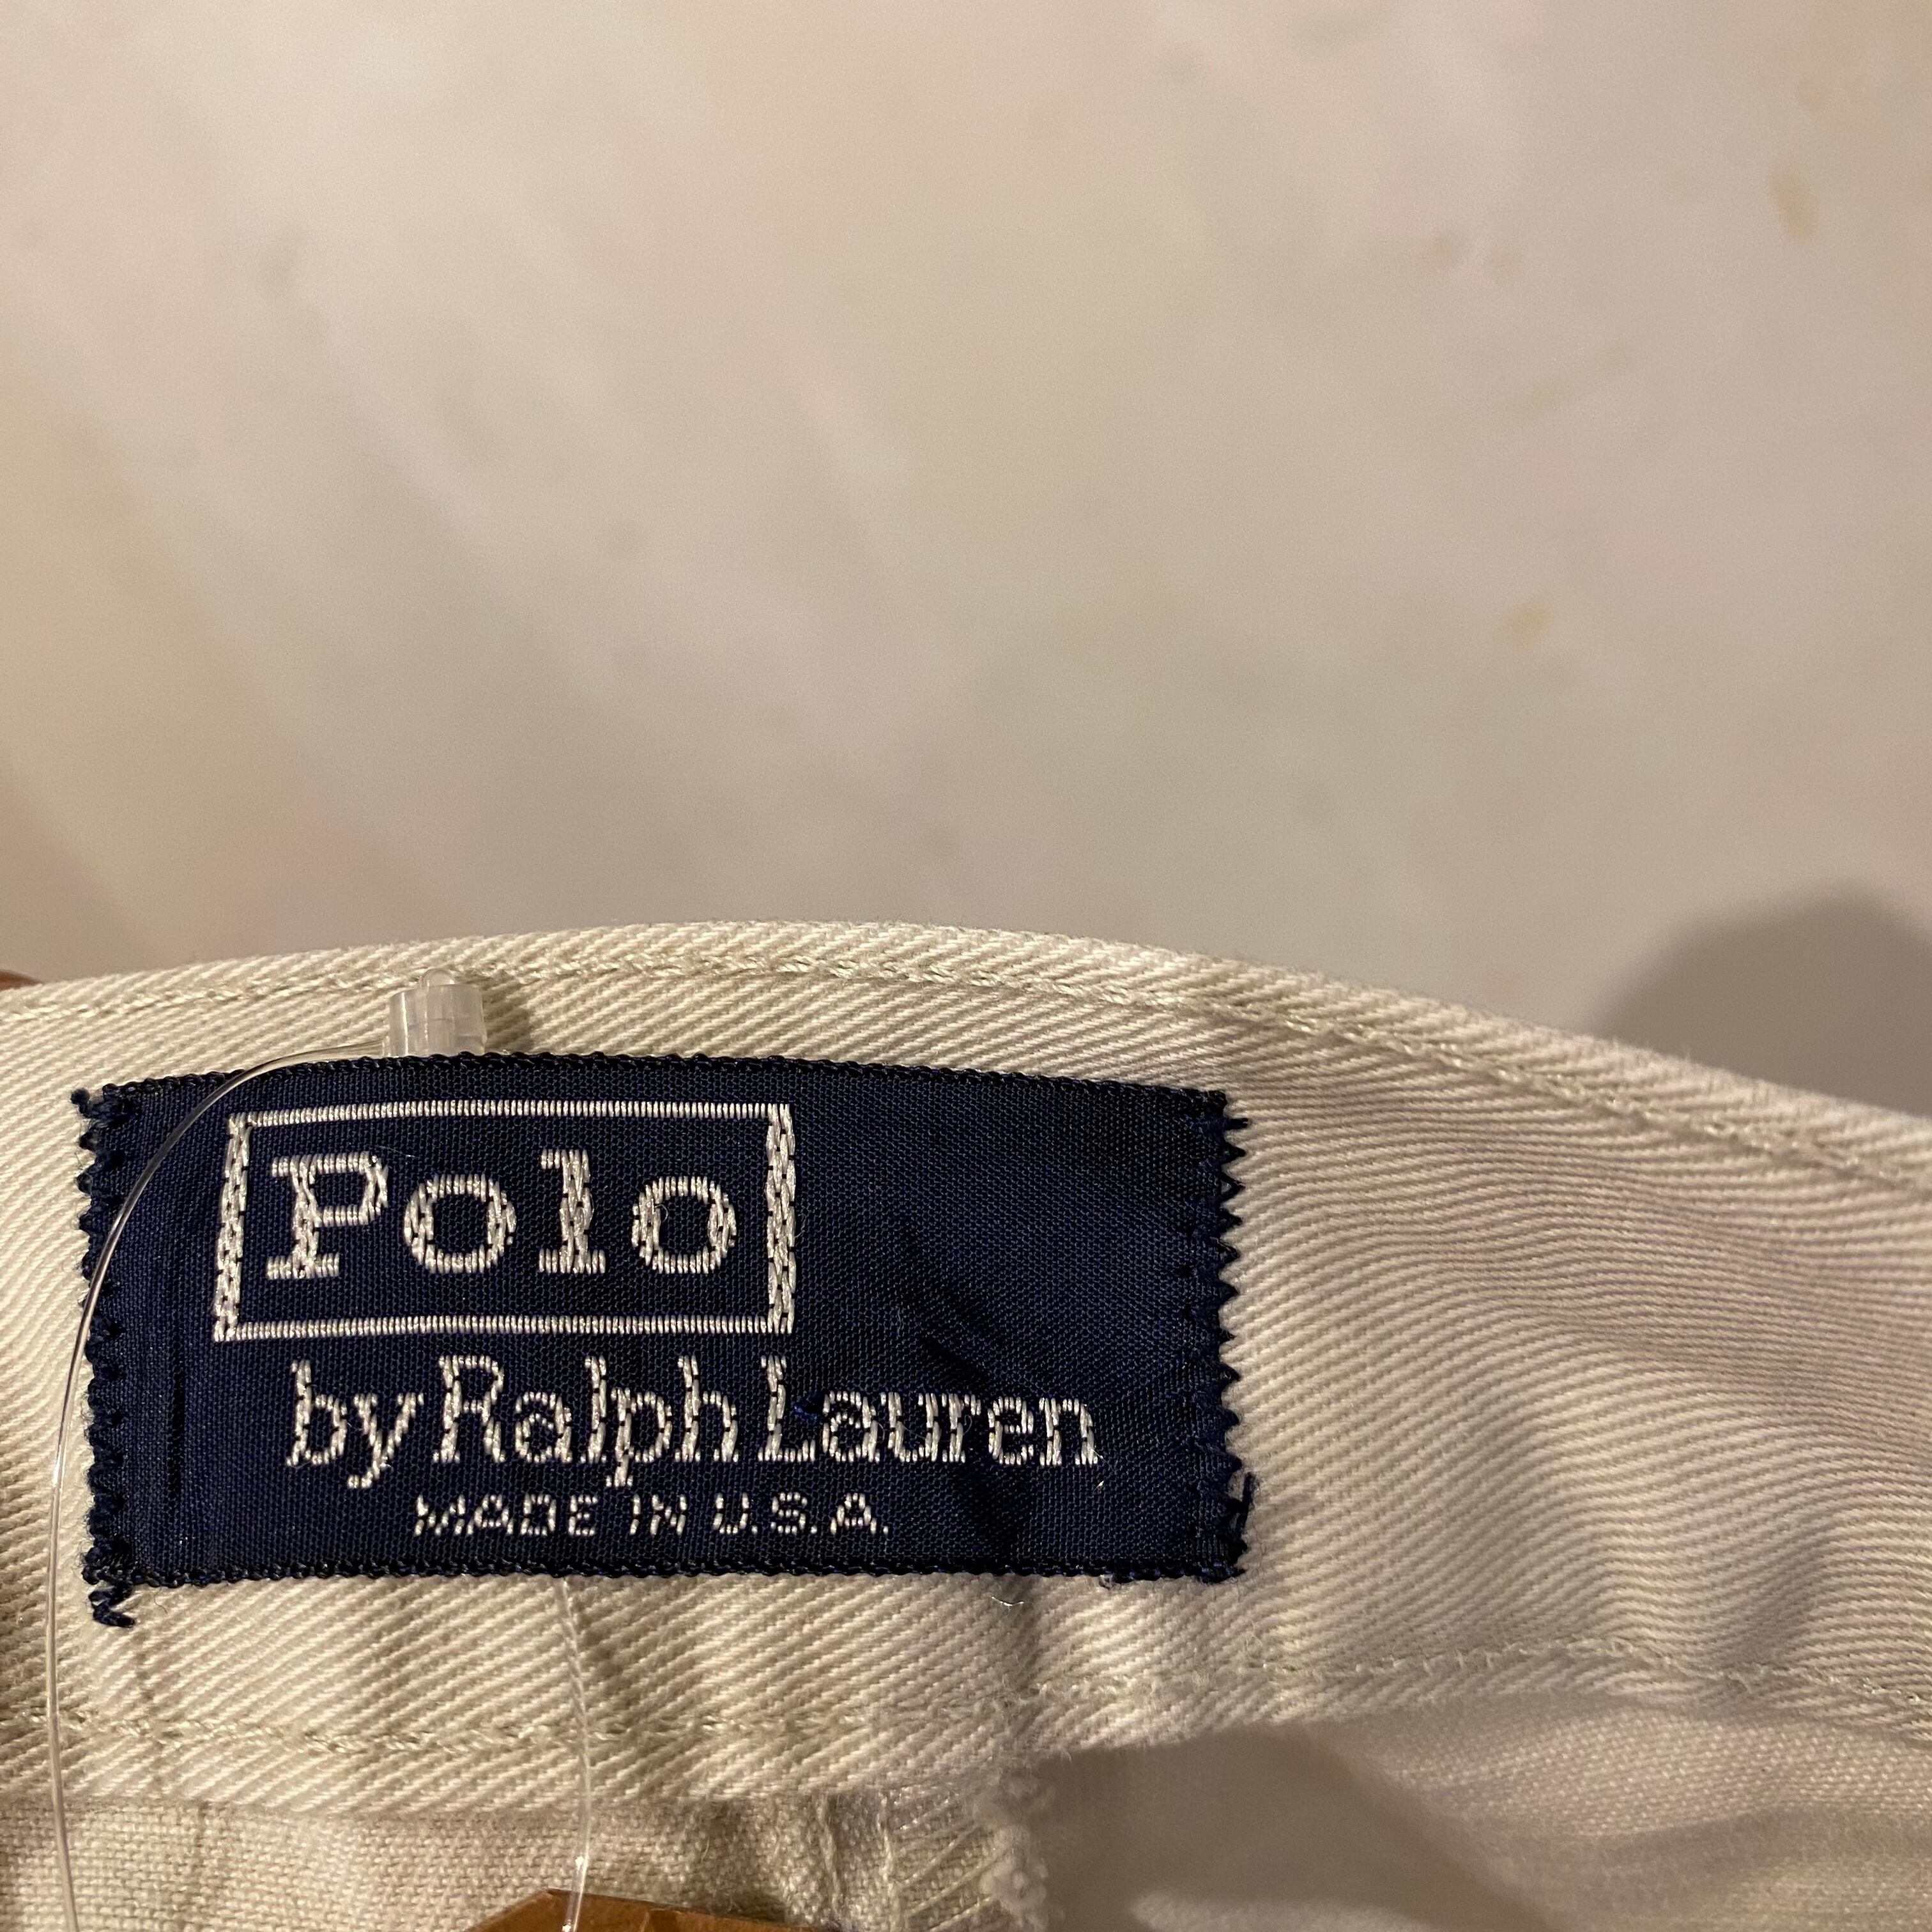 Polo
by Ralph Lauren
MADE IN U.S.A.